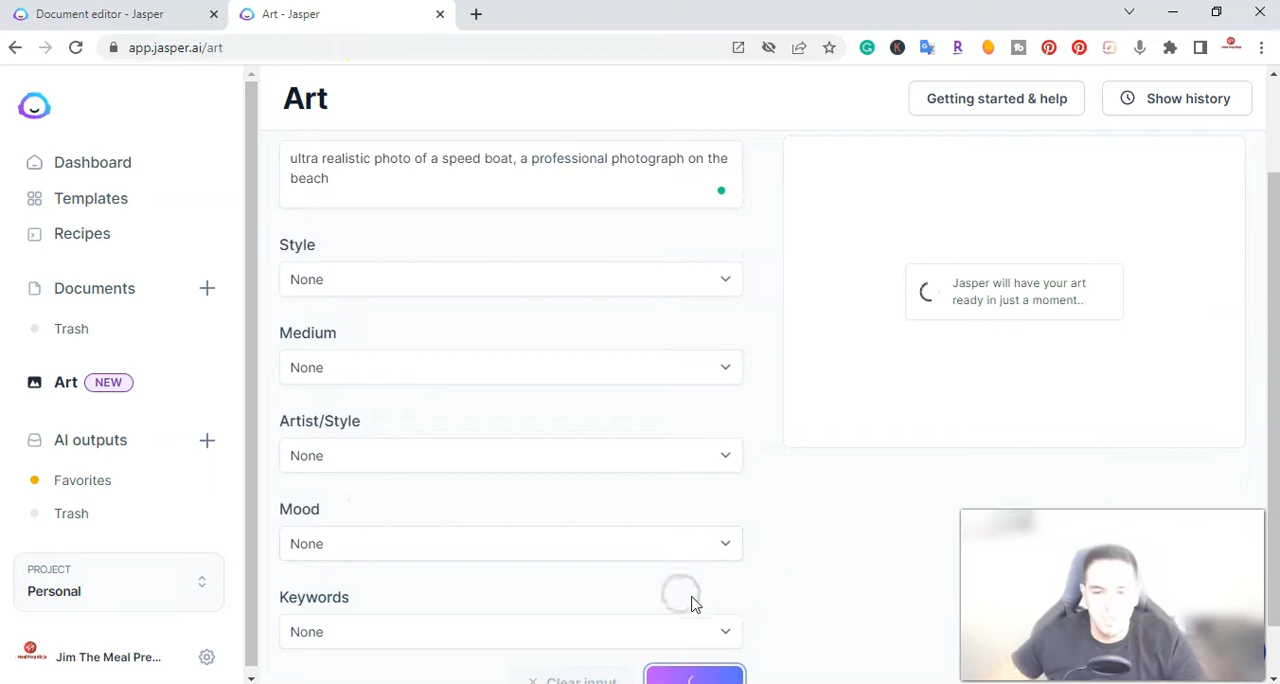 Document editor - Jasper
Art - Jasper
app.jasper.ai/art
Art
Getting started & help
Show history
Dashboard
Templates
Recipes
Documents
Trash
Art NEW
AI outputs
Favorites
Trash
PROJECT
Personal
Jim The Meal Pre...
ultra realistic photo of a speed boat, a professional photograph on the
beach
Style
None
Medium
None
Artist/Style
None
Mood
None
Keywords
None
Clear input
Jasper will have your art
ready in just a moment...